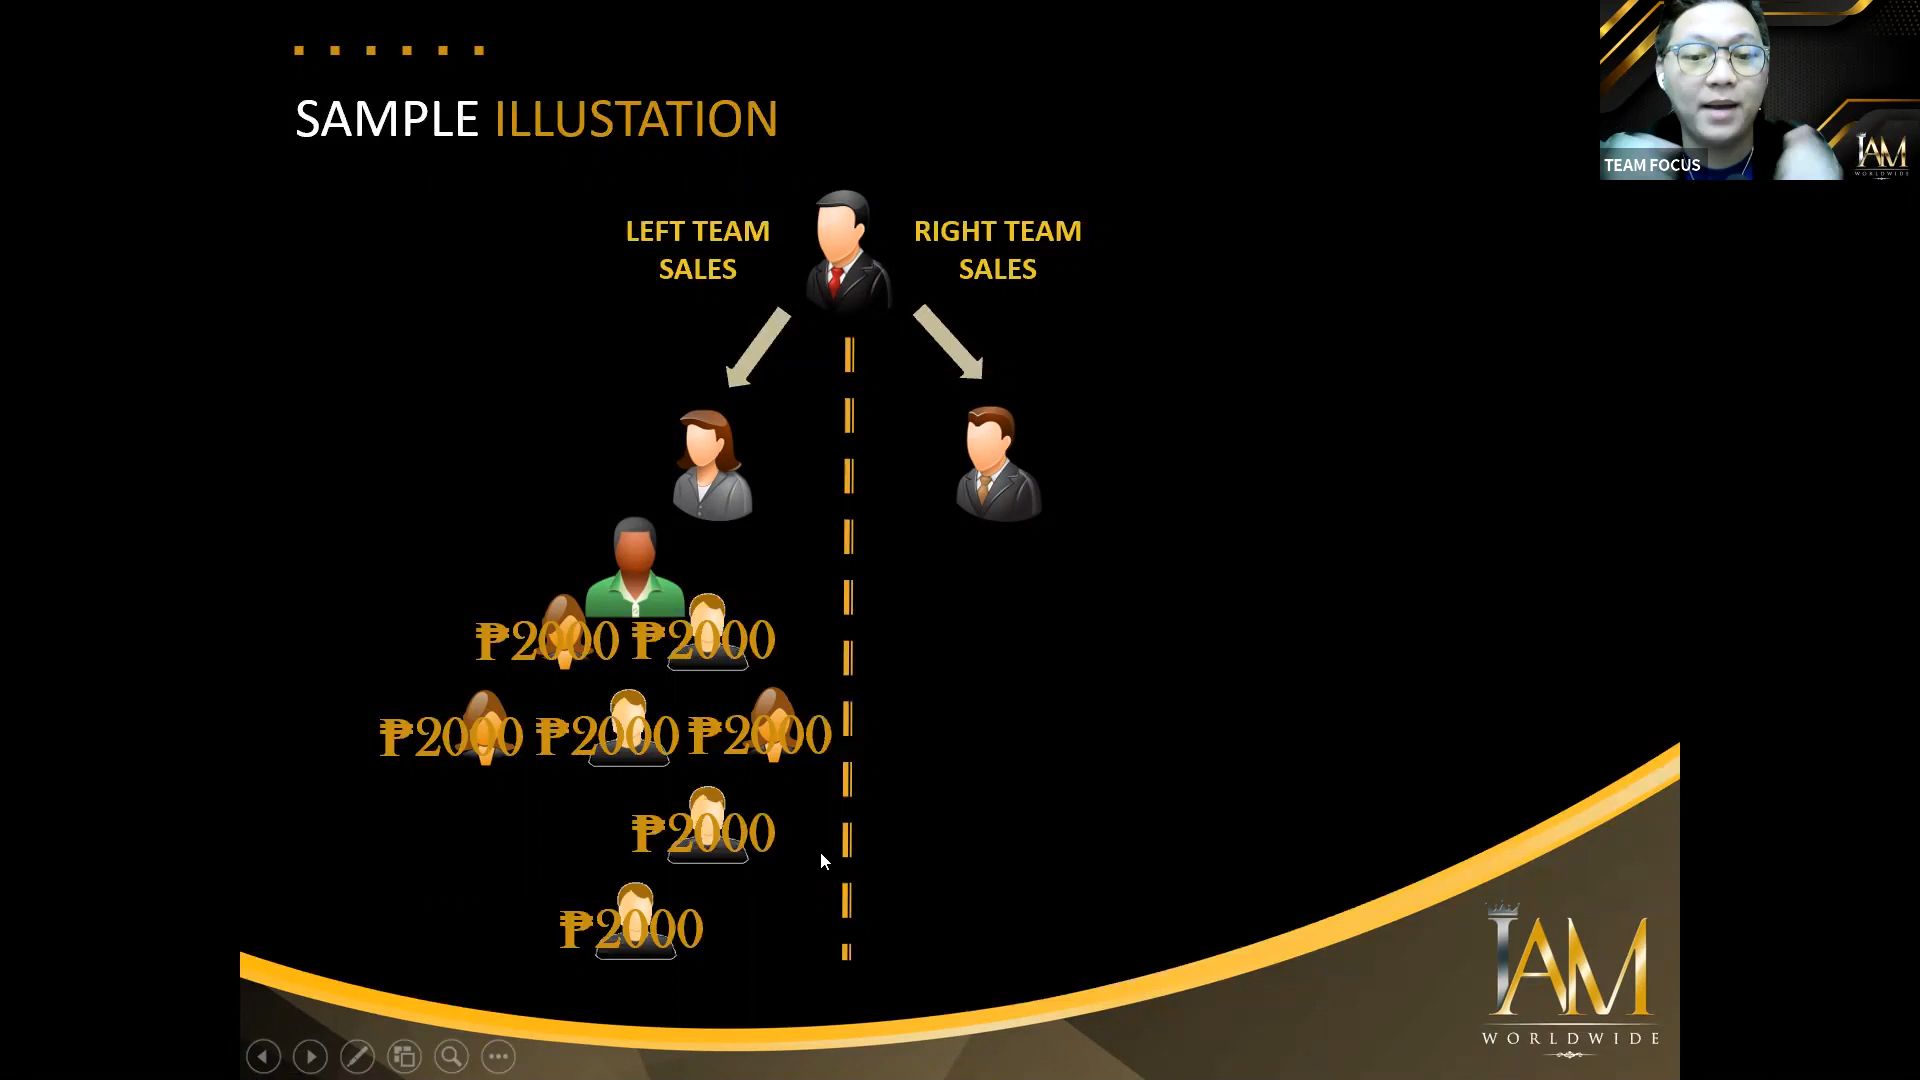 SAMPLE ILLUSTATION
LEFT TEAM
SALES
RIGHT TEAM
SALES
₱2000 ₱2000
₱2000 ₱2000 ₱2000
₱2000
₱2000
TEAM FOCUS
IAM
WORLDWIDE
IAM
WORLDWIDE